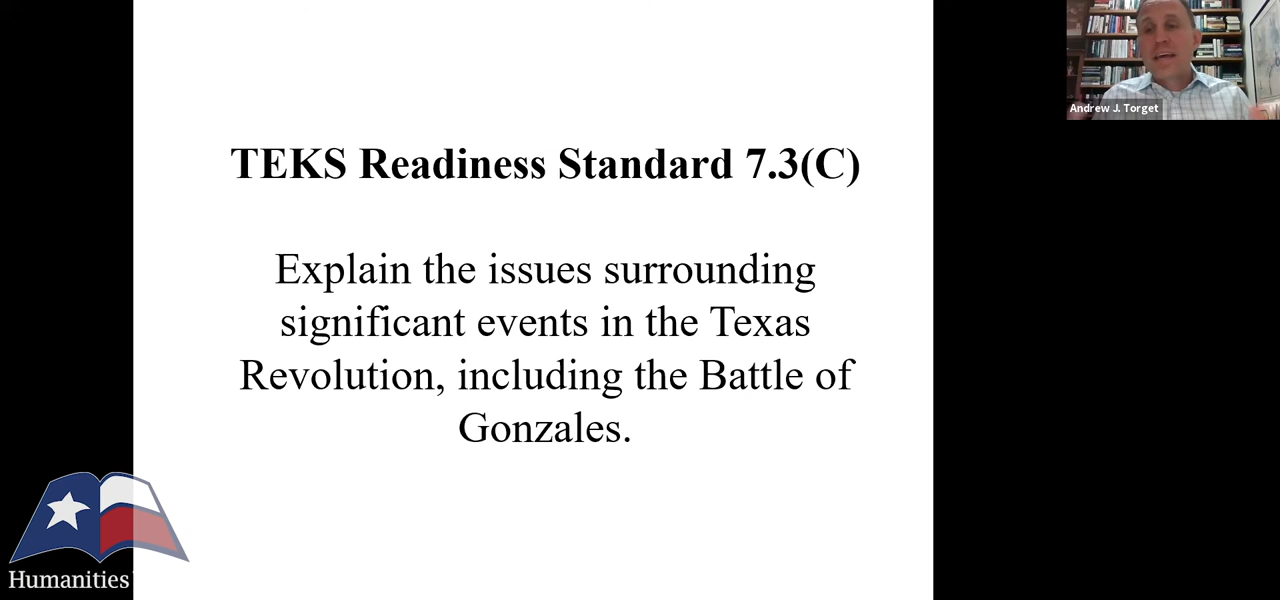 Andrew J. Torget
TEKS Readiness Standard 7.3(C)
Explain the issues surrounding
significant events in the Texas
Revolution, including the Battle of
Gonzales.
Humanities